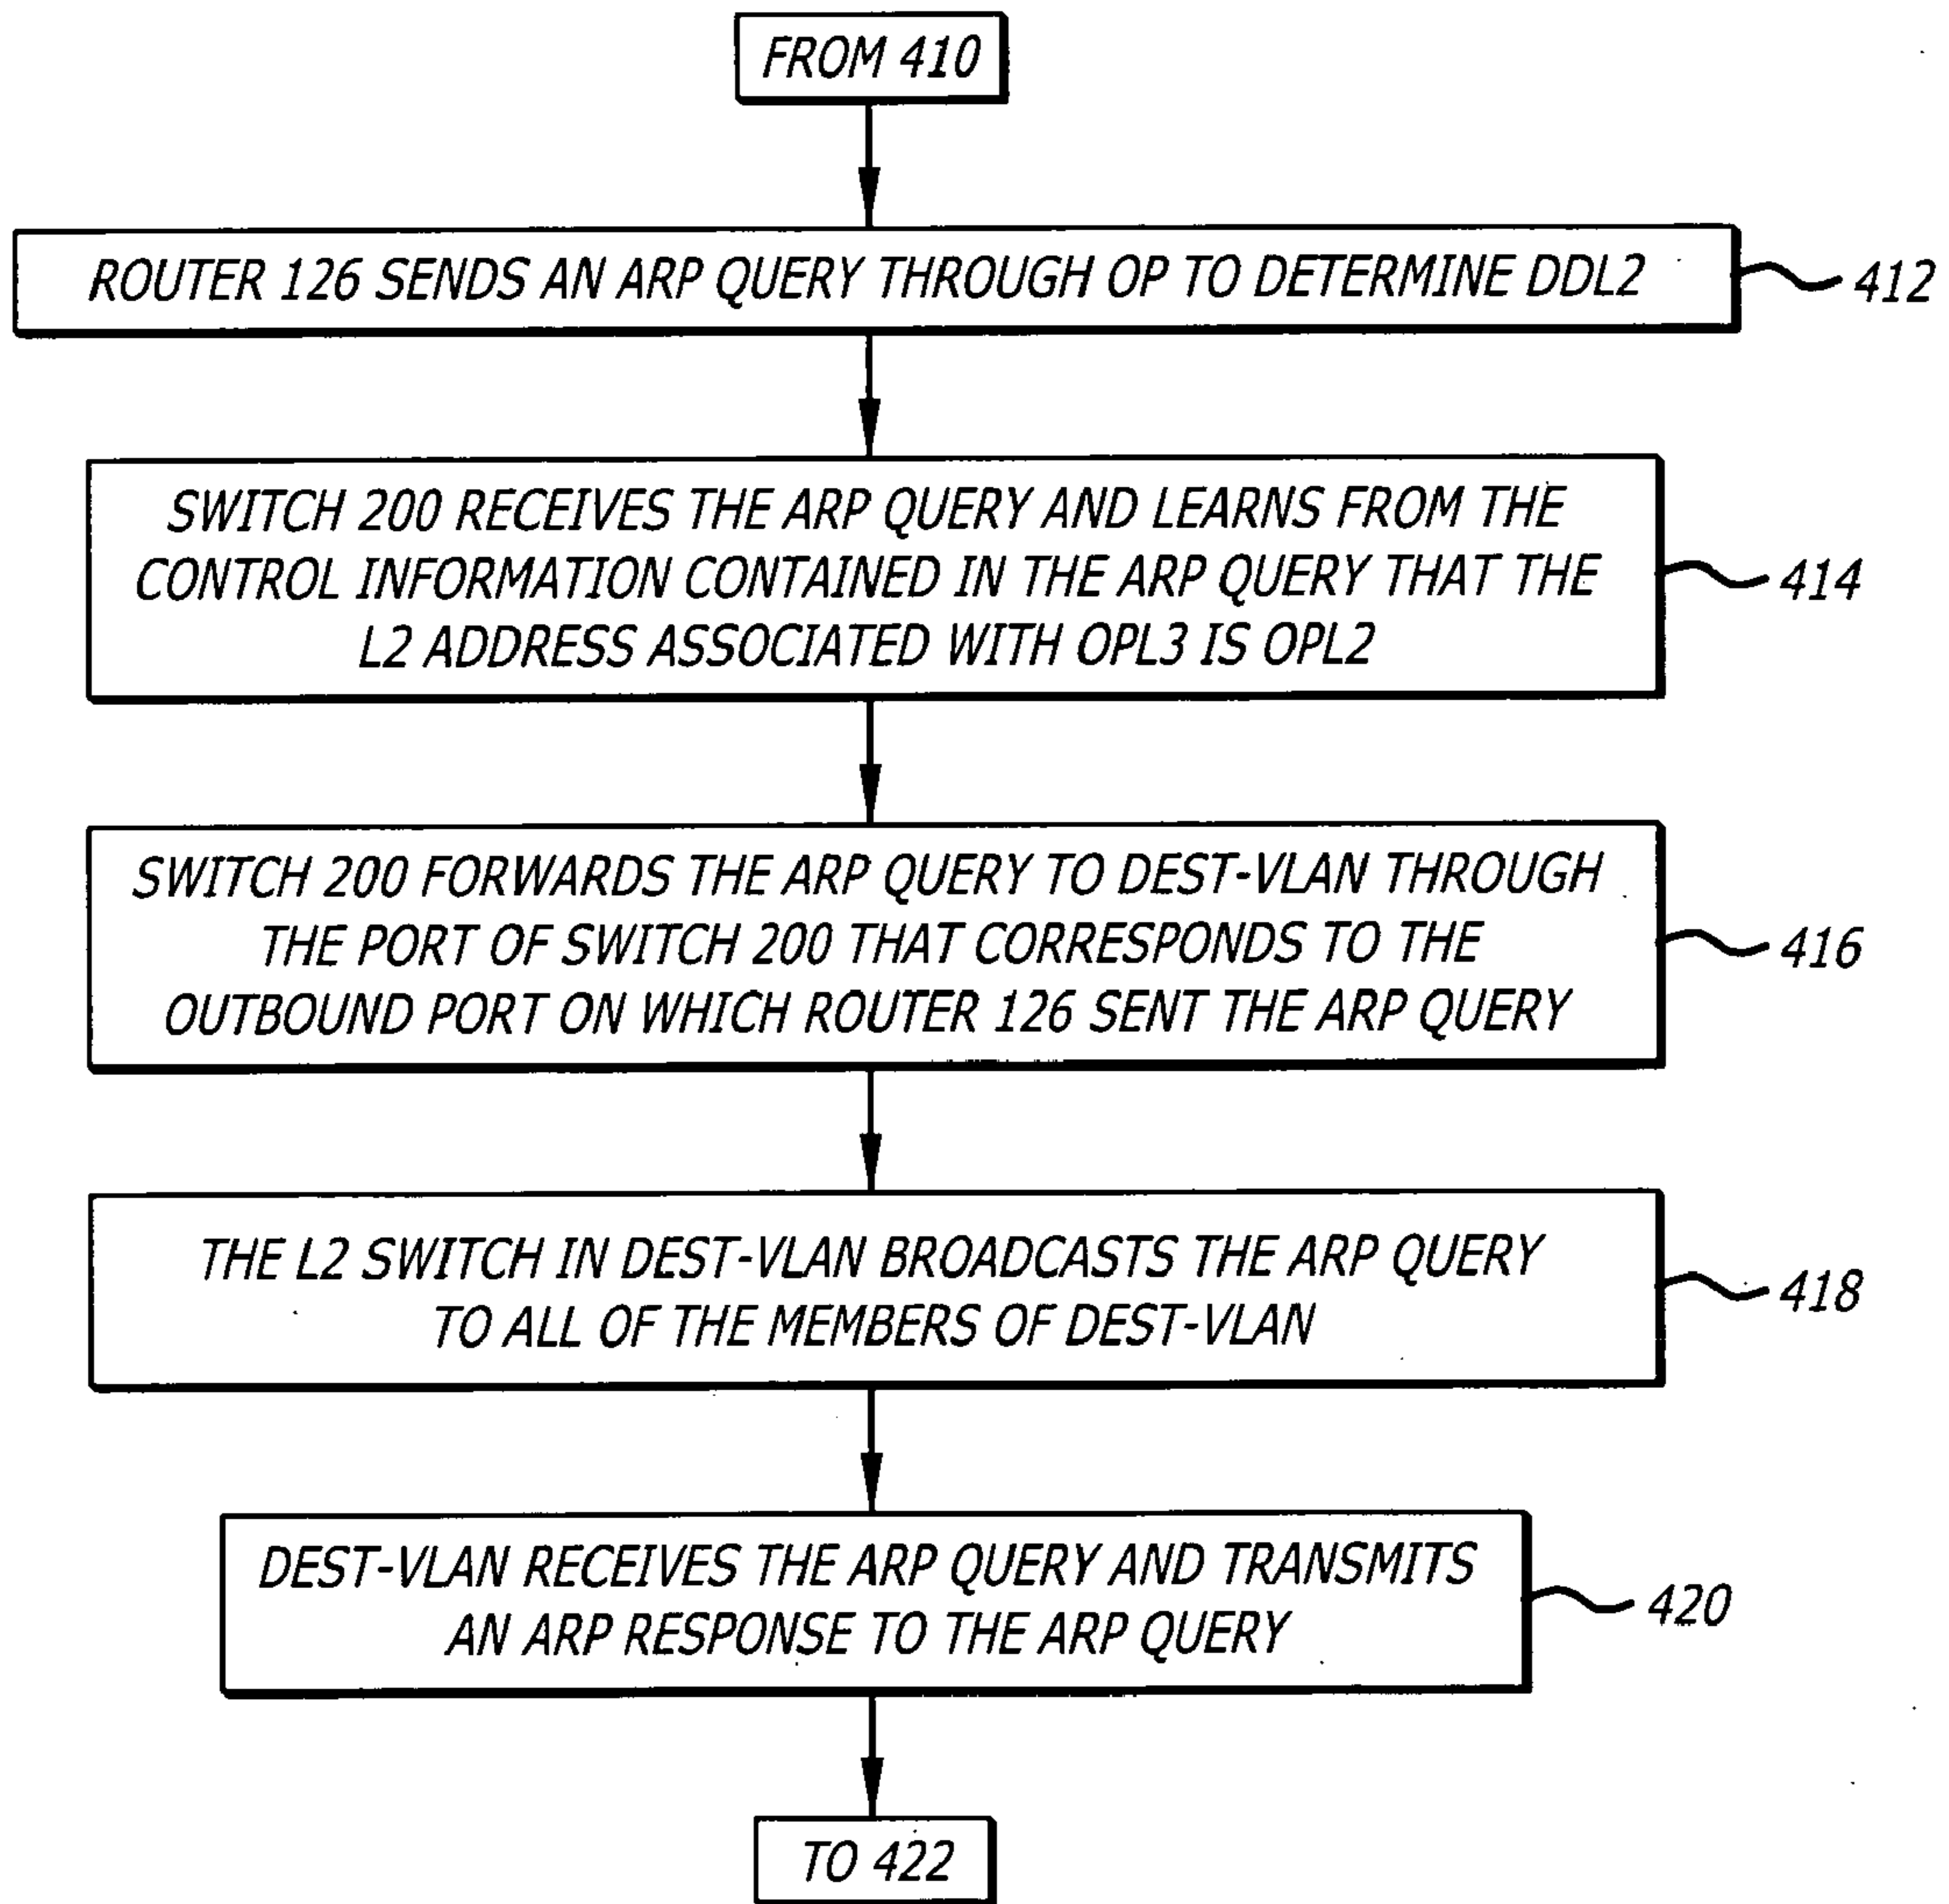 FROM 410
ROUTER 126 SENDS AN ARP QUERY THROUGH OP TO DETERMINE DDL2
412
SWITCH 200 RECEIVES THE ARP QUERY AND LEARNS FROM THE
CONTROL INFORMATION CONTAINED IN THE ARP QUERY THAT THE
L2 ADDRESS ASSOCIATED WITH OPL3 IS OPL2
414
SWITCH 200 FORWARDS THE ARP QUERY TO DEST-VLAN THROUGH
THE PORT OF SWITCH 200 THAT CORRESPONDS TO THE
OUTBOUND PORT ON WHICH ROUTER 126 SENT THE ARP QUERY
416
THE L2 SWITCH IN DEST-VLAN BROADCASTS THE ARP QUERY
TO ALL OF THE MEMBERS OF DEST-VLAN
418
DEST-VLAN RECEIVES THE ARP QUERY AND TRANSMITS
AN ARP RESPONSE TO THE ARP QUERY
420
TO 422